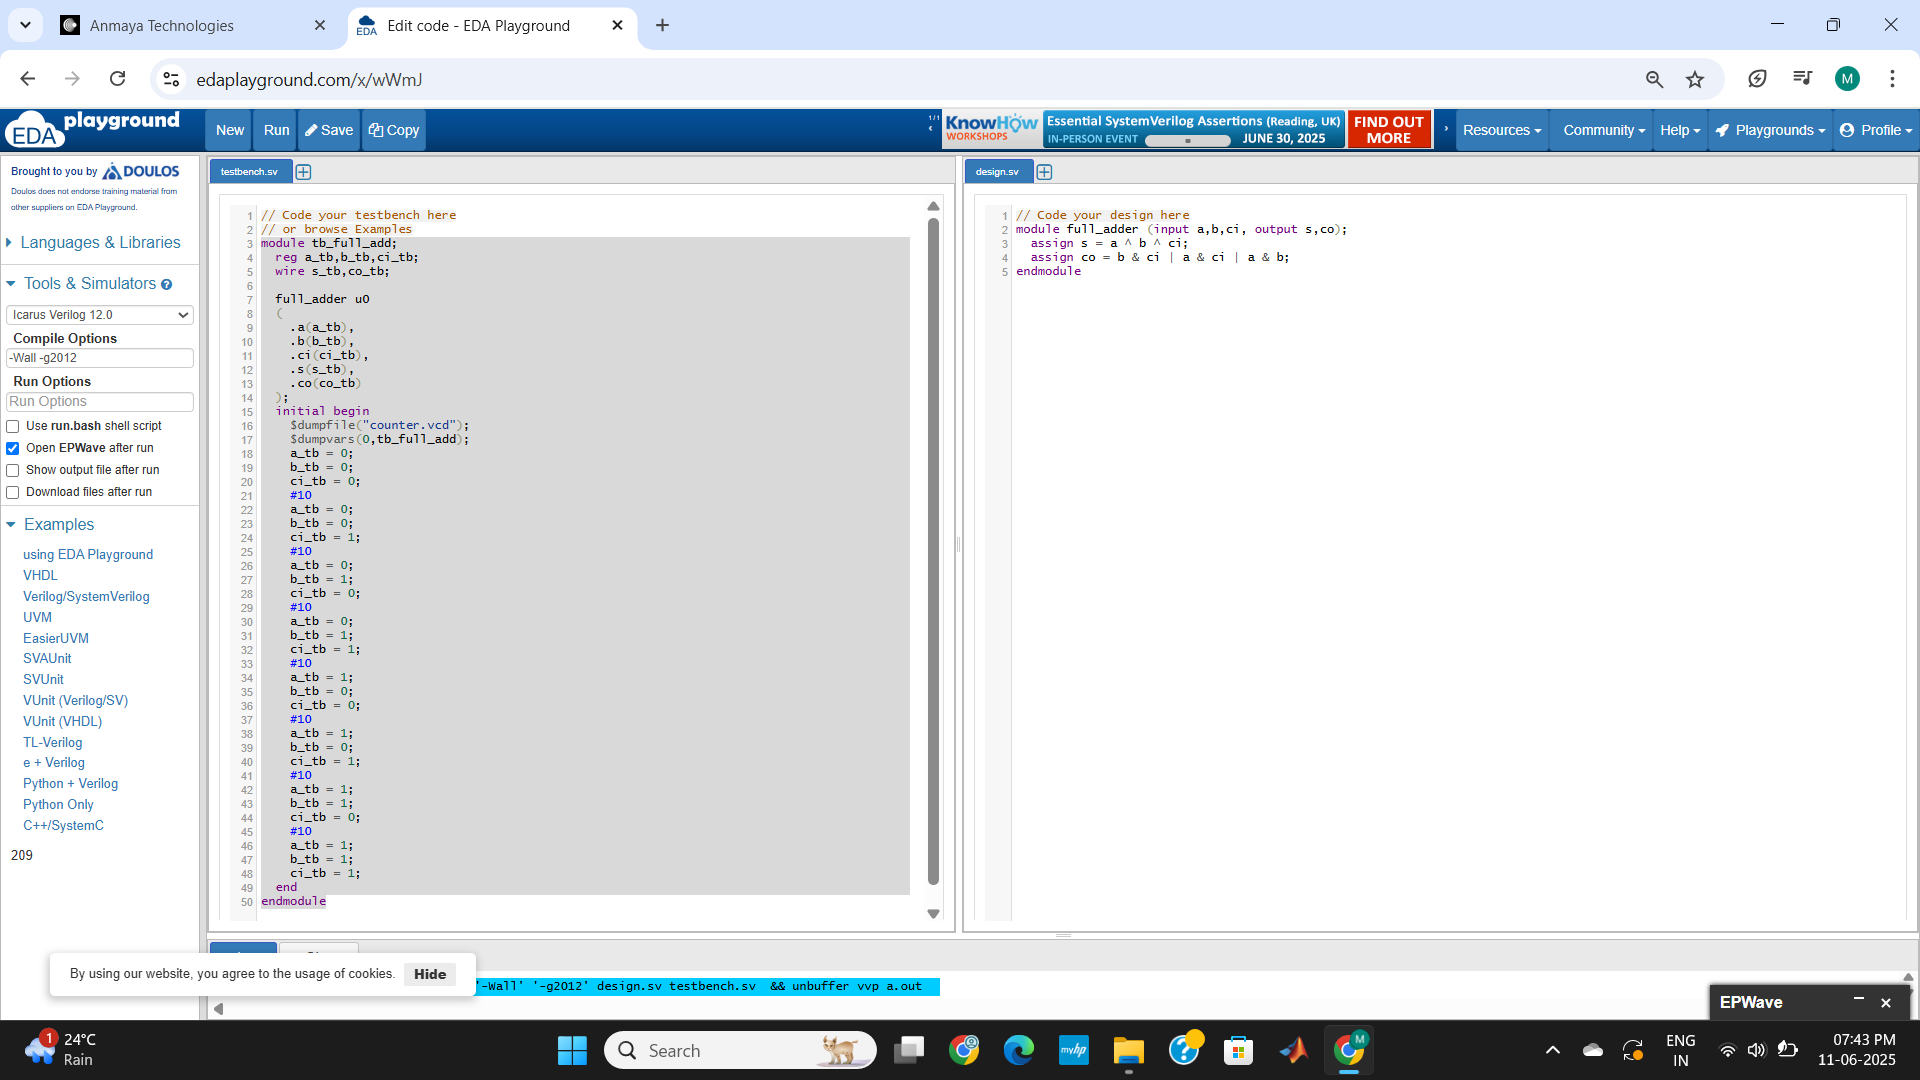 Anmaya Technologies
Edit code - EDA Playground
edaplayground.com/x/wWmJ
M
EDA playground
New
Run
Save
Copy
1/1
KnowHow WORKSHOPS
Essential SystemVerilog Assertions (Reading, UK)
IN-PERSON EVENT
JUNE 30, 2025
FIND OUT MORE
Resources
Community
Help
Playgrounds
Profile
Brought to you by DOULOS
Doulos does not endorse training material from
other suppliers on EDA Playground.
Languages & Libraries
Tools & Simulators
Icarus Verilog 12.0
Compile Options
-Wall -g2012
Run Options
Run Options
Use run.bash shell script
Open EPWave after run
Show output file after run
Download files after run
Examples
using EDA Playground
VHDL
Verilog/SystemVerilog
UVM
EasierUVM
SVAUnit
SVUnit
VUnit (Verilog/SV)
VUnit (VHDL)
TL-Verilog
e + Verilog
Python + Verilog
Python Only
C++/SystemC
209
testbench.sv
1 // Code your testbench here
2 // or browse Examples
3 module tb_full_add;
4 reg a_tb,b_tb,ci_tb;
5 wire s_tb,co_tb;
6
7 full_adder u0
8 (
9 .a(a_tb),
10 .b(b_tb),
11 .ci(ci_tb),
12 .s(s_tb),
13 .co(co_tb)
14 );
15 initial begin
16 $dumpfile("counter.vcd");
17 $dumpvars(0,tb_full_add);
18 a_tb = 0;
19 b_tb = 0;
20 ci_tb = 0;
21 #10
22 a_tb = 0;
23 b_tb = 0;
24 ci_tb = 1;
25 #10
26 a_tb = 0;
27 b_tb = 1;
28 ci_tb = 0;
29 #10
30 a_tb = 0;
31 b_tb = 1;
32 ci_tb = 1;
33 #10
34 a_tb = 1;
35 b_tb = 0;
36 ci_tb = 0;
37 #10
38 a_tb = 1;
39 b_tb = 0;
40 ci_tb = 1;
41 #10
42 a_tb = 1;
43 b_tb = 1;
44 ci_tb = 0;
45 #10
46 a_tb = 1;
47 b_tb = 1;
48 ci_tb = 1;
49 end
50 endmodule
design.sv
1 // Code your design here
2 module full_adder (input a,b,ci, output s,co);
3 assign s = a ^ b ^ ci;
4 assign co = b & ci | a & ci | a & b;
5 endmodule
By using our website, you agree to the usage of cookies. Hide
'-Wall' '-g2012' design.sv testbench.sv && unbuffer vvp a.out
EPWave
1
24°C
Rain
Search
myhp
M
ENG
IN
07:43 PM
11-06-2025